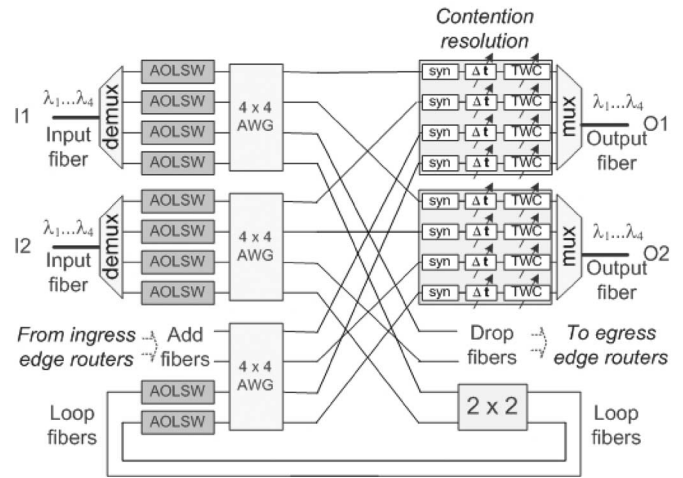 Contention
resolution
I1
λ1...λ4
Input
fiber
demux
AOLSW
AOLSW
AOLSW
AOLSW
4 x 4
AWG
syn Δt TWC
syn Δt TWC
syn Δt TWC
syn Δt TWC
mux
λ1...λ4
Output
fiber
O1
I2
λ1...λ4
Input
fiber
demux
AOLSW
AOLSW
AOLSW
AOLSW
4 x 4
AWG
syn Δt TWC
syn Δt TWC
syn Δt TWC
syn Δt TWC
mux
λ1...λ4
Output
fiber
O2
From ingress
edge routers
Add
fibers
4 x 4
AWG
Drop
fibers
To egress
edge routers
AOLSW
AOLSW
Loop
fibers
2 x 2
Loop
fibers